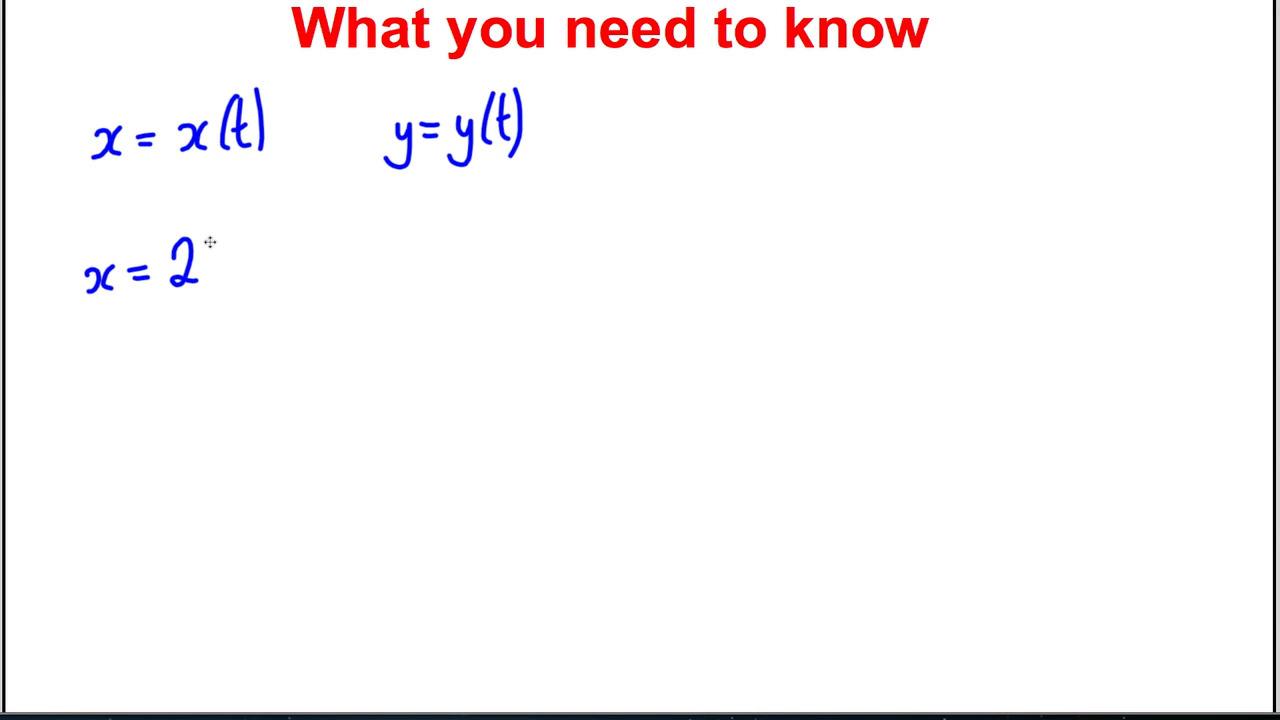 What you need to know
x = x(t) y = y(t)
x = 2